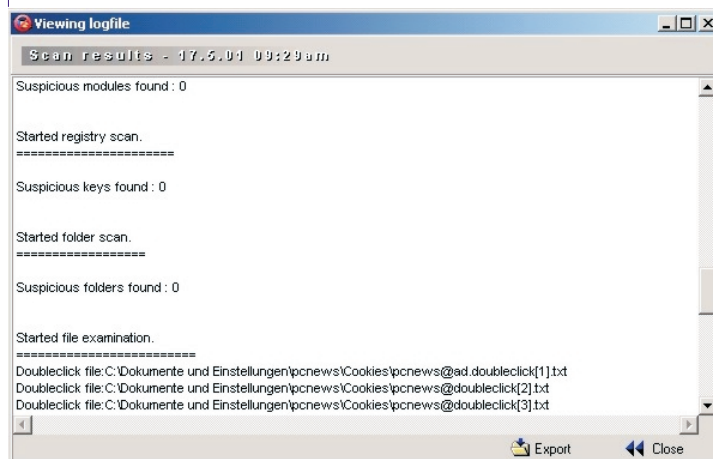 Viewing logfile
Scan results - 17.5.01 09:29am
Suspicious modules found : 0
Started registry scan.
======================
Suspicious keys found : 0
Started folder scan.
==================
Suspicious folders found : 0
Started file examination.
=========================
Doubleclick file:C:\Dokumente und Einstellungen\pcnews\Cookies\pcnews@ad.doubleclick[1].txt
Doubleclick file:C:\Dokumente und Einstellungen\pcnews\Cookies\pcnews@doubleclick[2].txt
Doubleclick file:C:\Dokumente und Einstellungen\pcnews\Cookies\pcnews@doubleclick[3].txt
Export Close